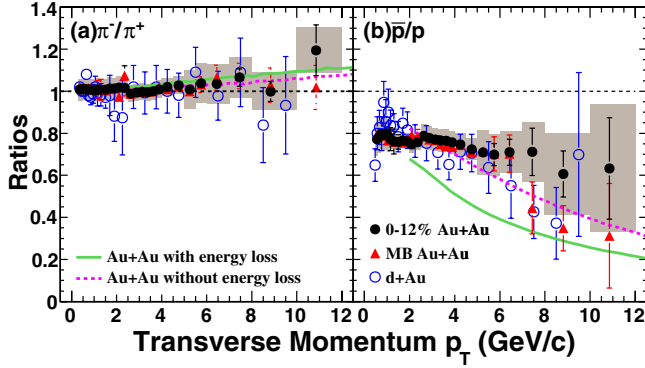 (a)π⁻/π⁺
(b)p̅/p
1.4
1.2
1
0.8
0.6
0.4
0.2
0
Ratios
Au+Au with energy loss
Au+Au without energy loss
0-12% Au+Au
MB Au+Au
d+Au
0 2 4 6 8 10 12
2 4 6 8 10 12
Transverse Momentum p_T (GeV/c)